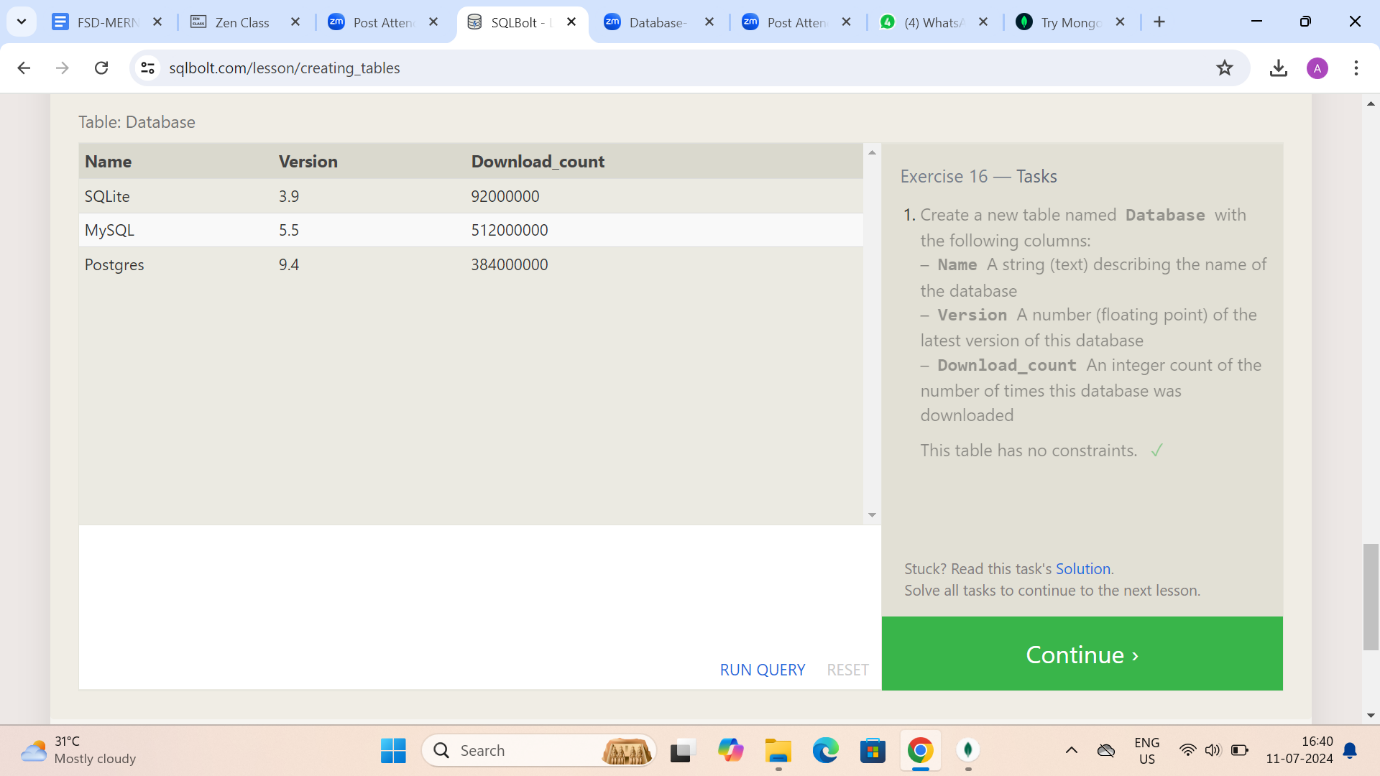 FSD-MERN
Zen Class
Post Atten
SQLBolt -
Database-
Post Atten
(4) WhatsA
Try Mongo
sqlbolt.com/lesson/creating_tables
A
Table: Database
Name Version Download_count
SQLite 3.9 92000000
MySQL 5.5 512000000
Postgres 9.4 384000000
Exercise 16 — Tasks
1. Create a new table named Database with
the following columns:
– Name A string (text) describing the name of
the database
– Version A number (floating point) of the
latest version of this database
– Download_count An integer count of the
number of times this database was
downloaded
This table has no constraints. ✓
Stuck? Read this task's Solution.
Solve all tasks to continue to the next lesson.
RUN QUERY RESET
Continue ›
31°C
Mostly cloudy
Search
ENG
US
16:40
11-07-2024